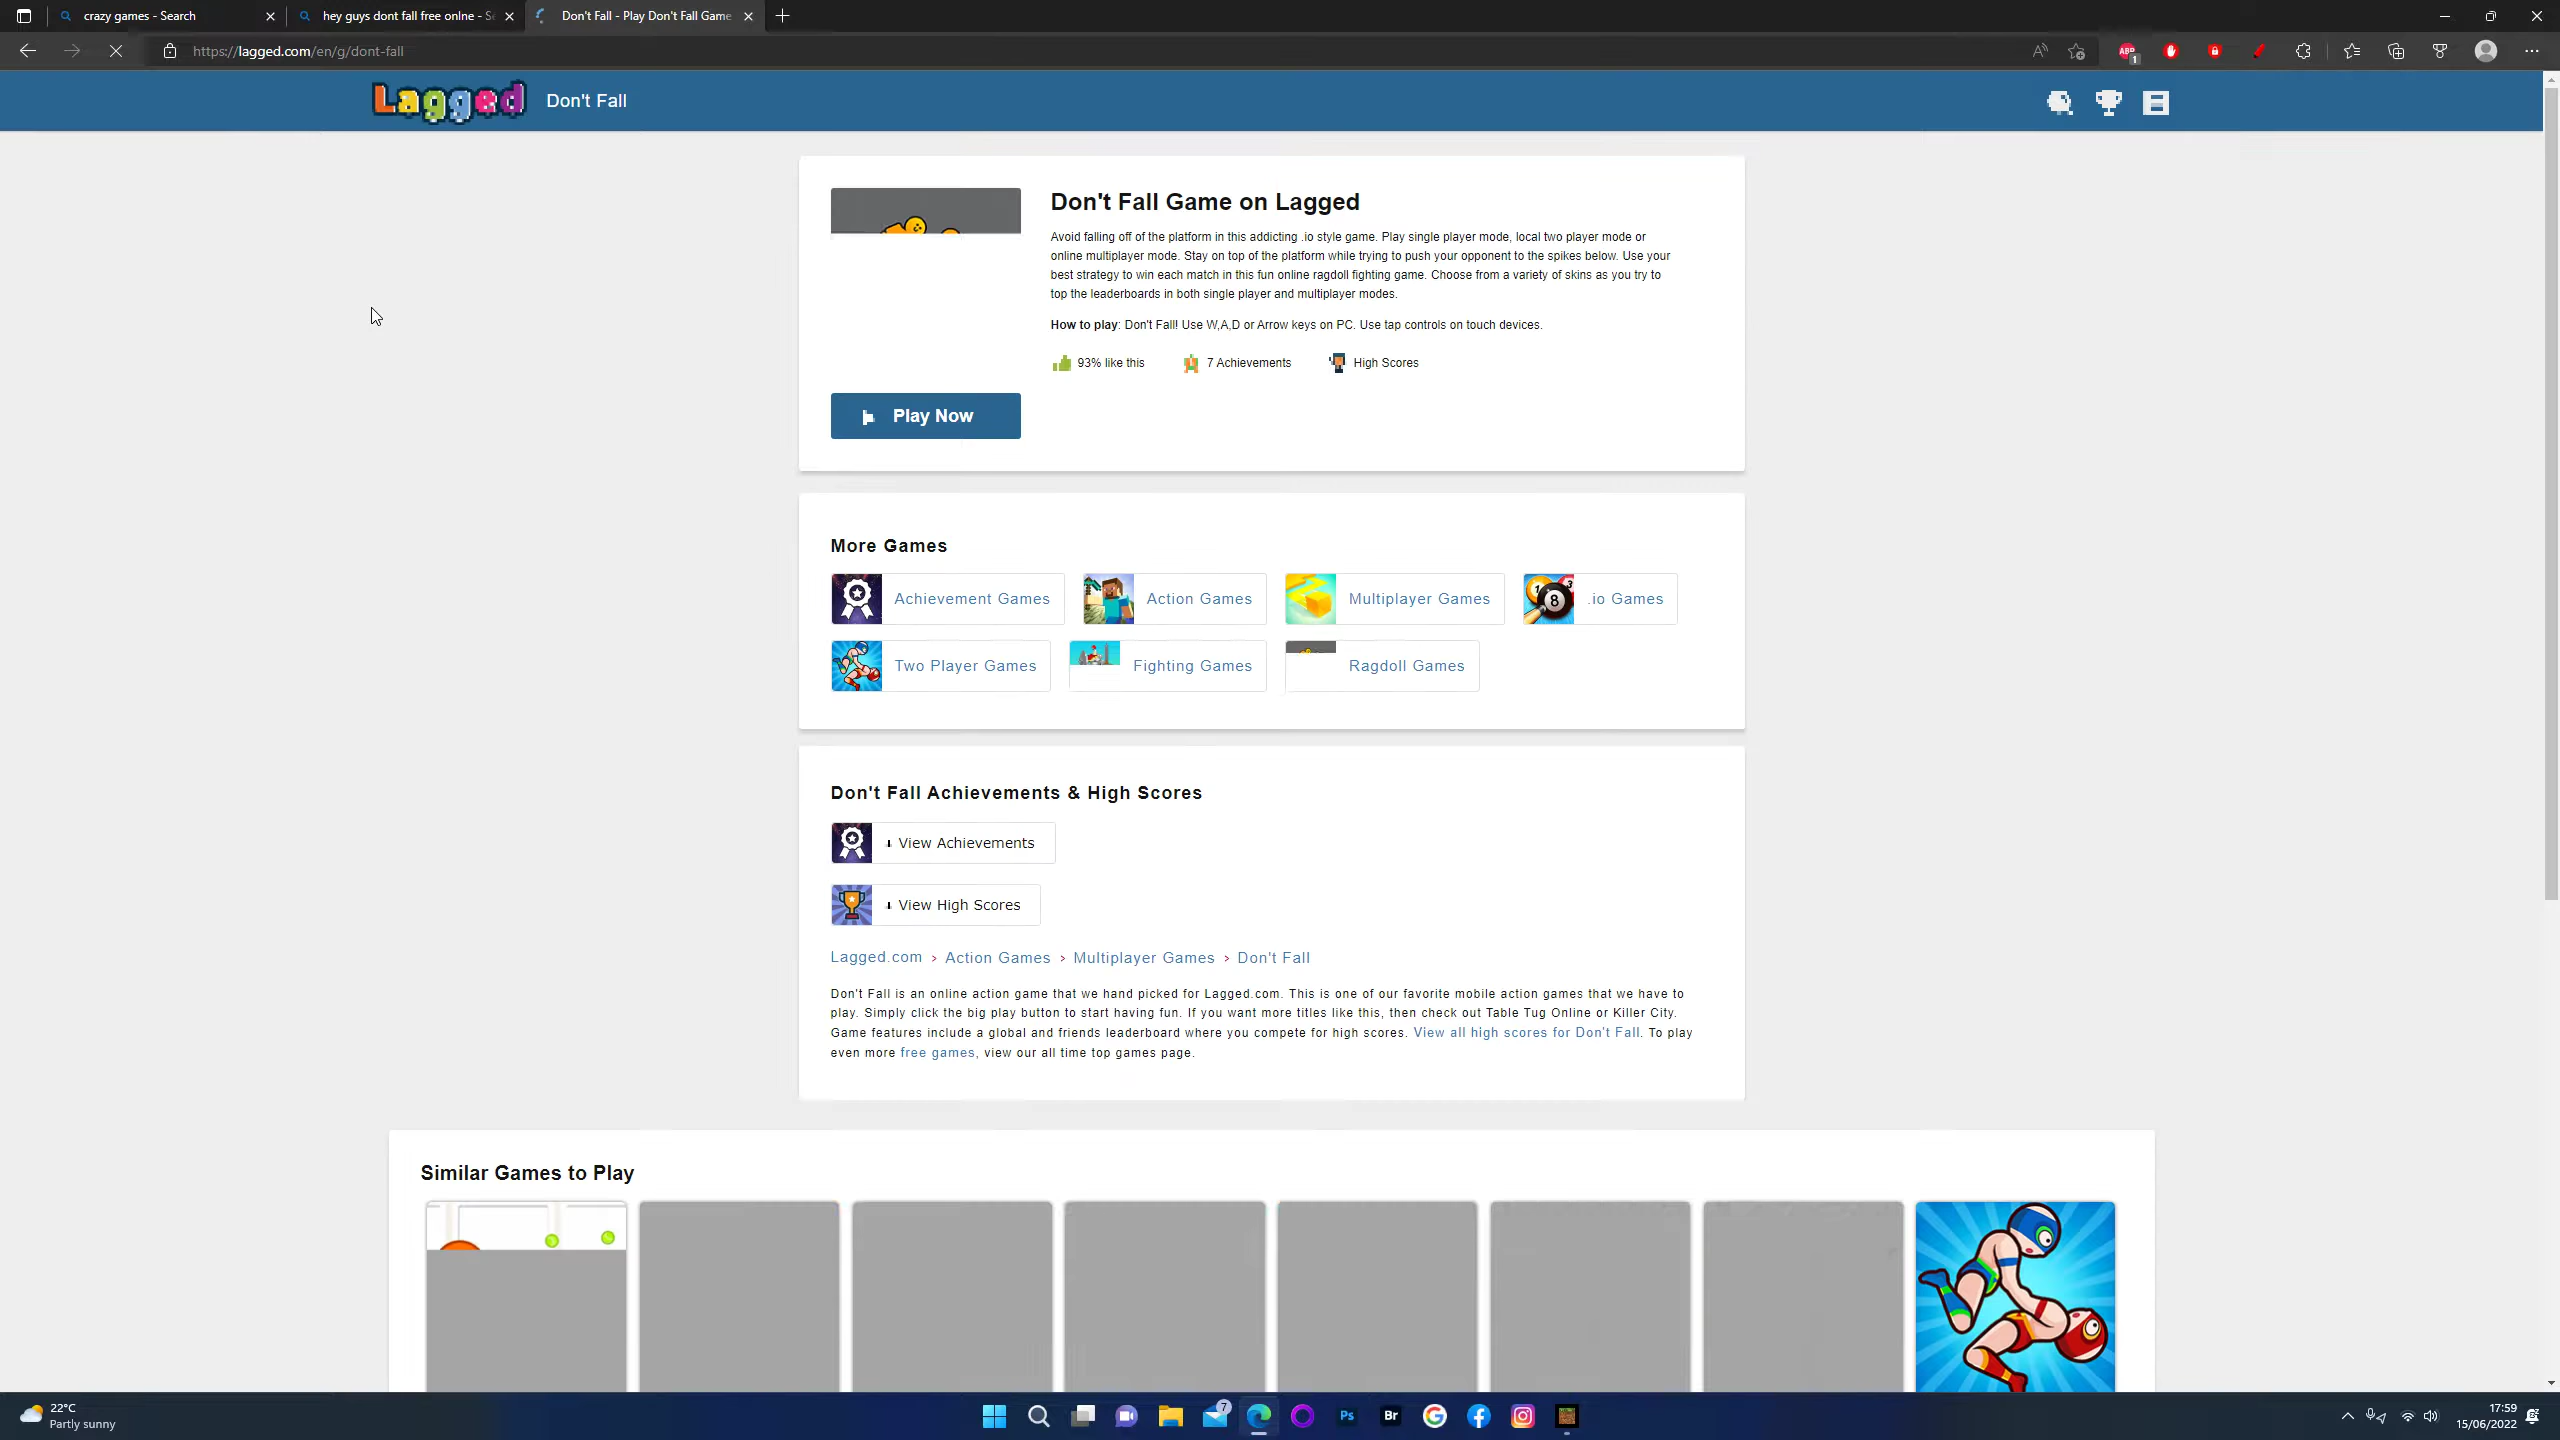 crazy games - Search
hey guys dont fall free onlne - S
Don't Fall - Play Don't Fall Game
https://lagged.com/en/g/dont-fall
ABP
1
Lagged
Don't Fall
Don't Fall Game on Lagged
Avoid falling off of the platform in this addicting .io style game. Play single player mode, local two player mode or
online multiplayer mode. Stay on top of the platform while trying to push your opponent to the spikes below. Use your
best strategy to win each match in this fun online ragdoll fighting game. Choose from a variety of skins as you try to
top the leaderboards in both single player and multiplayer modes.
How to play: Don't Fall! Use W,A,D or Arrow keys on PC. Use tap controls on touch devices.
93% like this
7 Achievements
High Scores
Play Now
More Games
Achievement Games
Action Games
Multiplayer Games
8
.io Games
Two Player Games
Fighting Games
Ragdoll Games
Don't Fall Achievements & High Scores
View Achievements
View High Scores
Lagged.com › Action Games › Multiplayer Games › Don't Fall
Don't Fall is an online action game that we hand picked for Lagged.com. This is one of our favorite mobile action games that we have to
play. Simply click the big play button to start having fun. If you want more titles like this, then check out Table Tug Online or Killer City.
Game features include a global and friends leaderboard where you compete for high scores. View all high scores for Don't Fall. To play
even more free games, view our all time top games page.
Similar Games to Play
22°C
Partly sunny
7
Ps
Br
17:59
15/06/2022